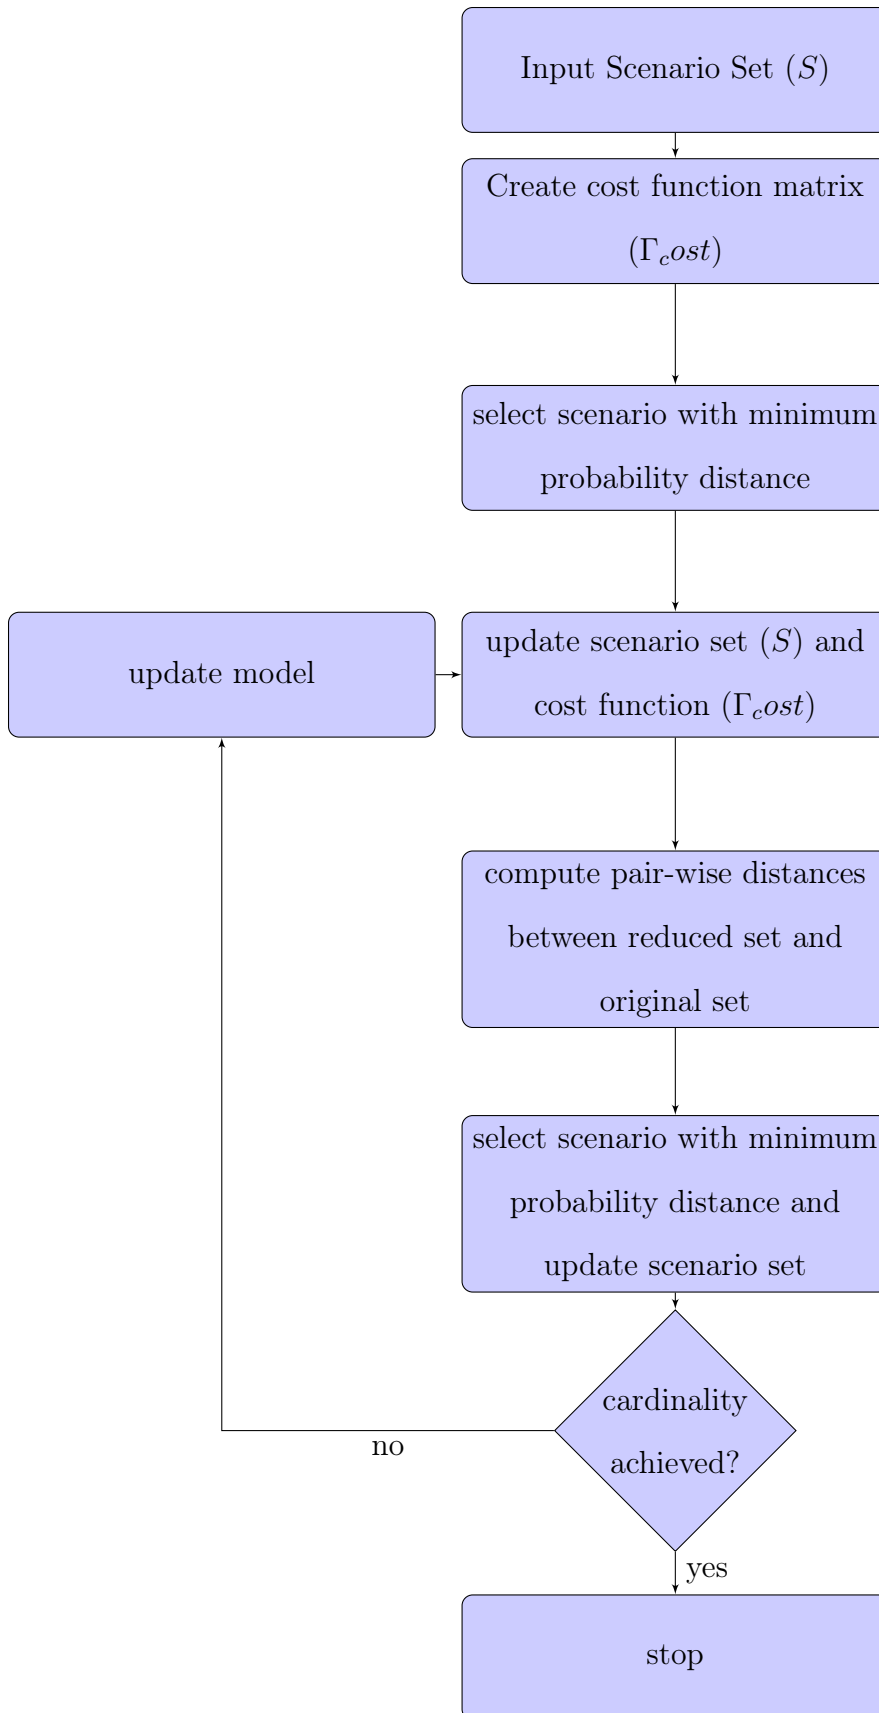 Input Scenario Set (S)
Create cost function matrix
(Γ_cost)
select scenario with minimum
probability distance
update model
update scenario set (S) and
cost function (Γ_cost)
compute pair-wise distances
between reduced set and
original set
select scenario with minimum
probability distance and
update scenario set
cardinality
achieved?
no
yes
stop